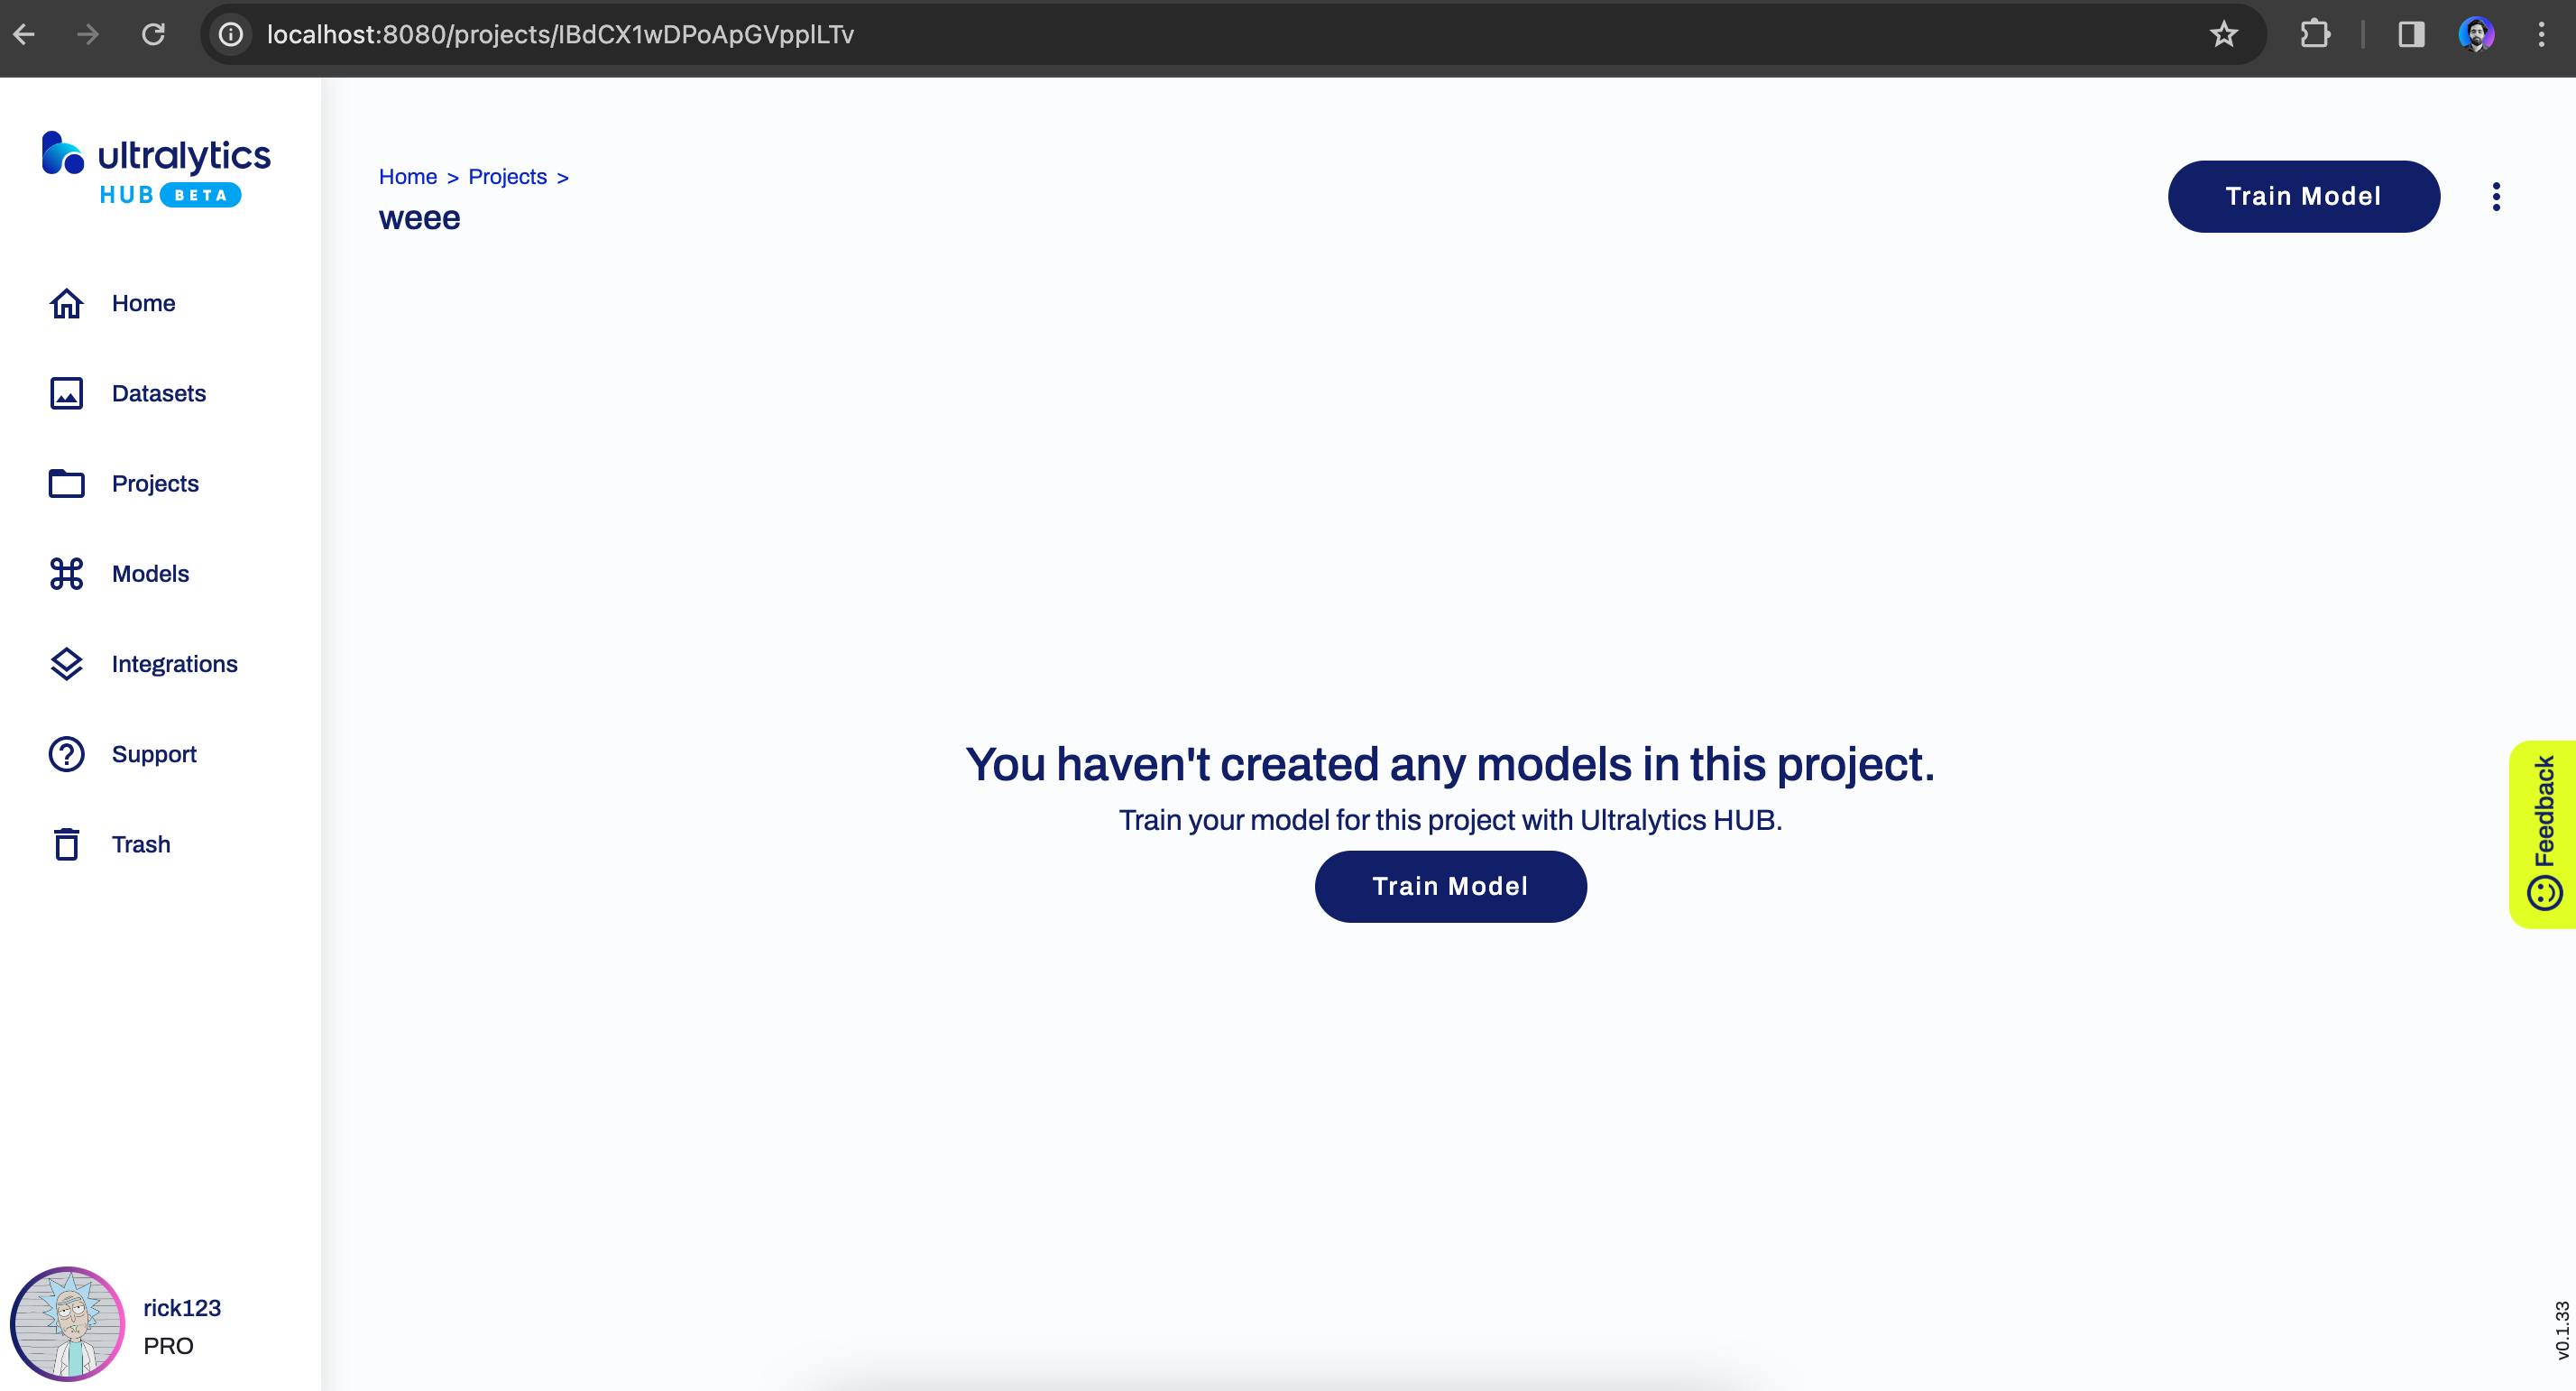 localhost:8080/projects/IBdCX1wDPoApGVpplLTv
ultralytics
HUB BETA
Home
Datasets
Projects
Models
Integrations
Support
Trash
rick123
PRO
Home > Projects >
weee
Train Model
You haven't created any models in this project.
Train your model for this project with Ultralytics HUB.
Train Model
Feedback
v0.1.33